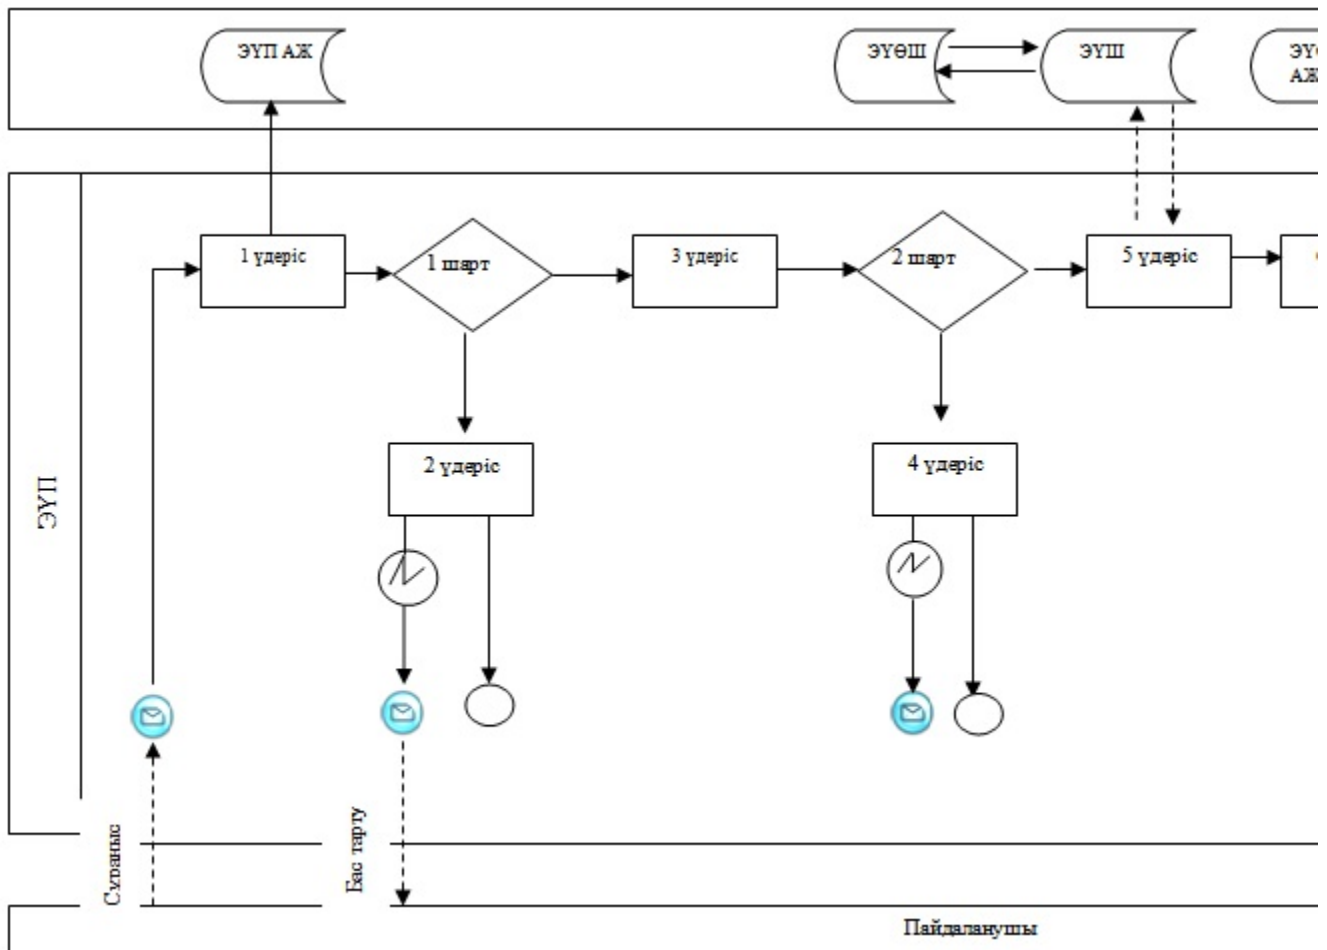 ЭҮП АЖ
ЭҮӨШ
ЭҮШ
АЖ
1 үдеріс
1 шарт
3 үдеріс
2 шарт
5 үдеріс
2 үдеріс
4 үдеріс
ЭҮП
Сұраныс
Бас тарту
Пайдаланушы